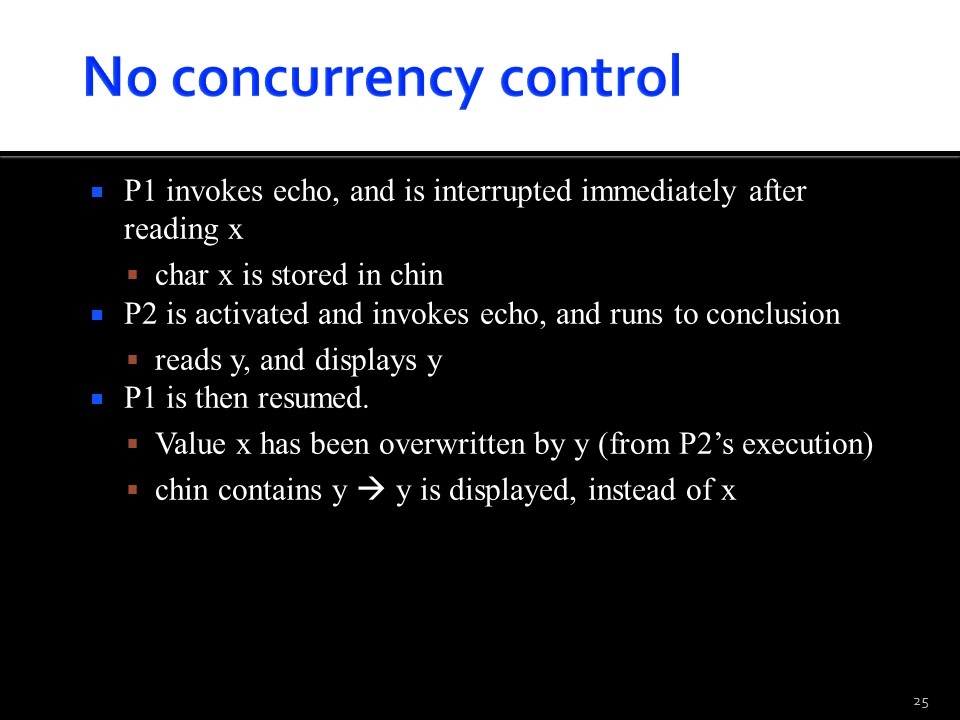 No concurrency control
P1 invokes echo, and is interrupted immediately after
reading x
char x is stored in chin
P2 is activated and invokes echo, and runs to conclusion
reads y, and displays y
P1 is then resumed.
Value x has been overwritten by y (from P2’s execution)
chin contains y → y is displayed, instead of x
25